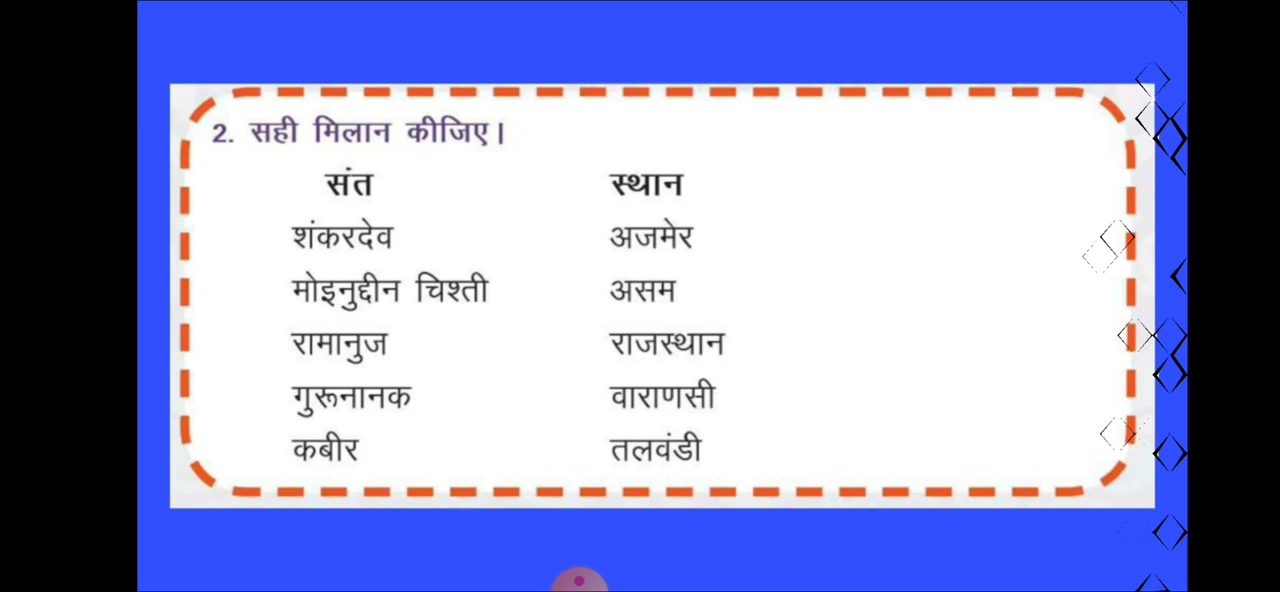 2. सही मिलान कीजिए।
संत स्थान
शंकरदेव अजमेर
मोइनुद्दीन चिश्ती असम
रामानुज राजस्थान
गुरूनानक वाराणसी
कबीर तलवंडी